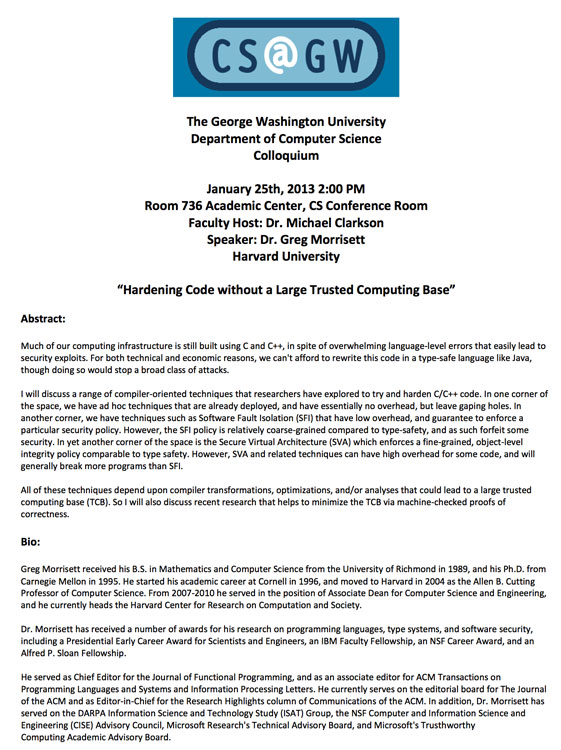 CS@GW
The George Washington University
Department of Computer Science
Colloquium
January 25th, 2013 2:00 PM
Room 736 Academic Center, CS Conference Room
Faculty Host: Dr. Michael Clarkson
Speaker: Dr. Greg Morrisett
Harvard University
“Hardening Code without a Large Trusted Computing Base”
Abstract:
Much of our computing infrastructure is still built using C and C++, in spite of overwhelming language-level errors that easily lead to
security exploits. For both technical and economic reasons, we can't afford to rewrite this code in a type-safe language like Java,
though doing so would stop a broad class of attacks.
I will discuss a range of compiler-oriented techniques that researchers have explored to try and harden C/C++ code. In one corner of
the space, we have ad hoc techniques that are already deployed, and have essentially no overhead, but leave gaping holes. In
another corner, we have techniques such as Software Fault Isolation (SFI) that have low overhead, and guarantee to enforce a
particular security policy. However, the SFI policy is relatively coarse-grained compared to type-safety, and as such forfeit some
security. In yet another corner of the space is the Secure Virtual Architecture (SVA) which enforces a fine-grained, object-level
integrity policy comparable to type safety. However, SVA and related techniques can have high overhead for some code, and will
generally break more programs than SFI.
All of these techniques depend upon compiler transformations, optimizations, and/or analyses that could lead to a large trusted
computing base (TCB). So I will also discuss recent research that helps to minimize the TCB via machine-checked proofs of
correctness.
Bio:
Greg Morrisett received his B.S. in Mathematics and Computer Science from the University of Richmond in 1989, and his Ph.D. from
Carnegie Mellon in 1995. He started his academic career at Cornell in 1996, and moved to Harvard in 2004 as the Allen B. Cutting
Professor of Computer Science. From 2007-2010 he served in the position of Associate Dean for Computer Science and Engineering,
and he currently heads the Harvard Center for Research on Computation and Society.
Dr. Morrisett has received a number of awards for his research on programming languages, type systems, and software security,
including a Presidential Early Career Award for Scientists and Engineers, an IBM Faculty Fellowship, an NSF Career Award, and an
Alfred P. Sloan Fellowship.
He served as Chief Editor for the Journal of Functional Programming, and as an associate editor for ACM Transactions on
Programming Languages and Systems and Information Processing Letters. He currently serves on the editorial board for The Journal
of the ACM and as Editor-in-Chief for the Research Highlights column of Communications of the ACM. In addition, Dr. Morrisett has
served on the DARPA Information Science and Technology Study (ISAT) Group, the NSF Computer and Information Science and
Engineering (CISE) Advisory Council, Microsoft Research's Technical Advisory Board, and Microsoft's Trustworthy
Computing Academic Advisory Board.